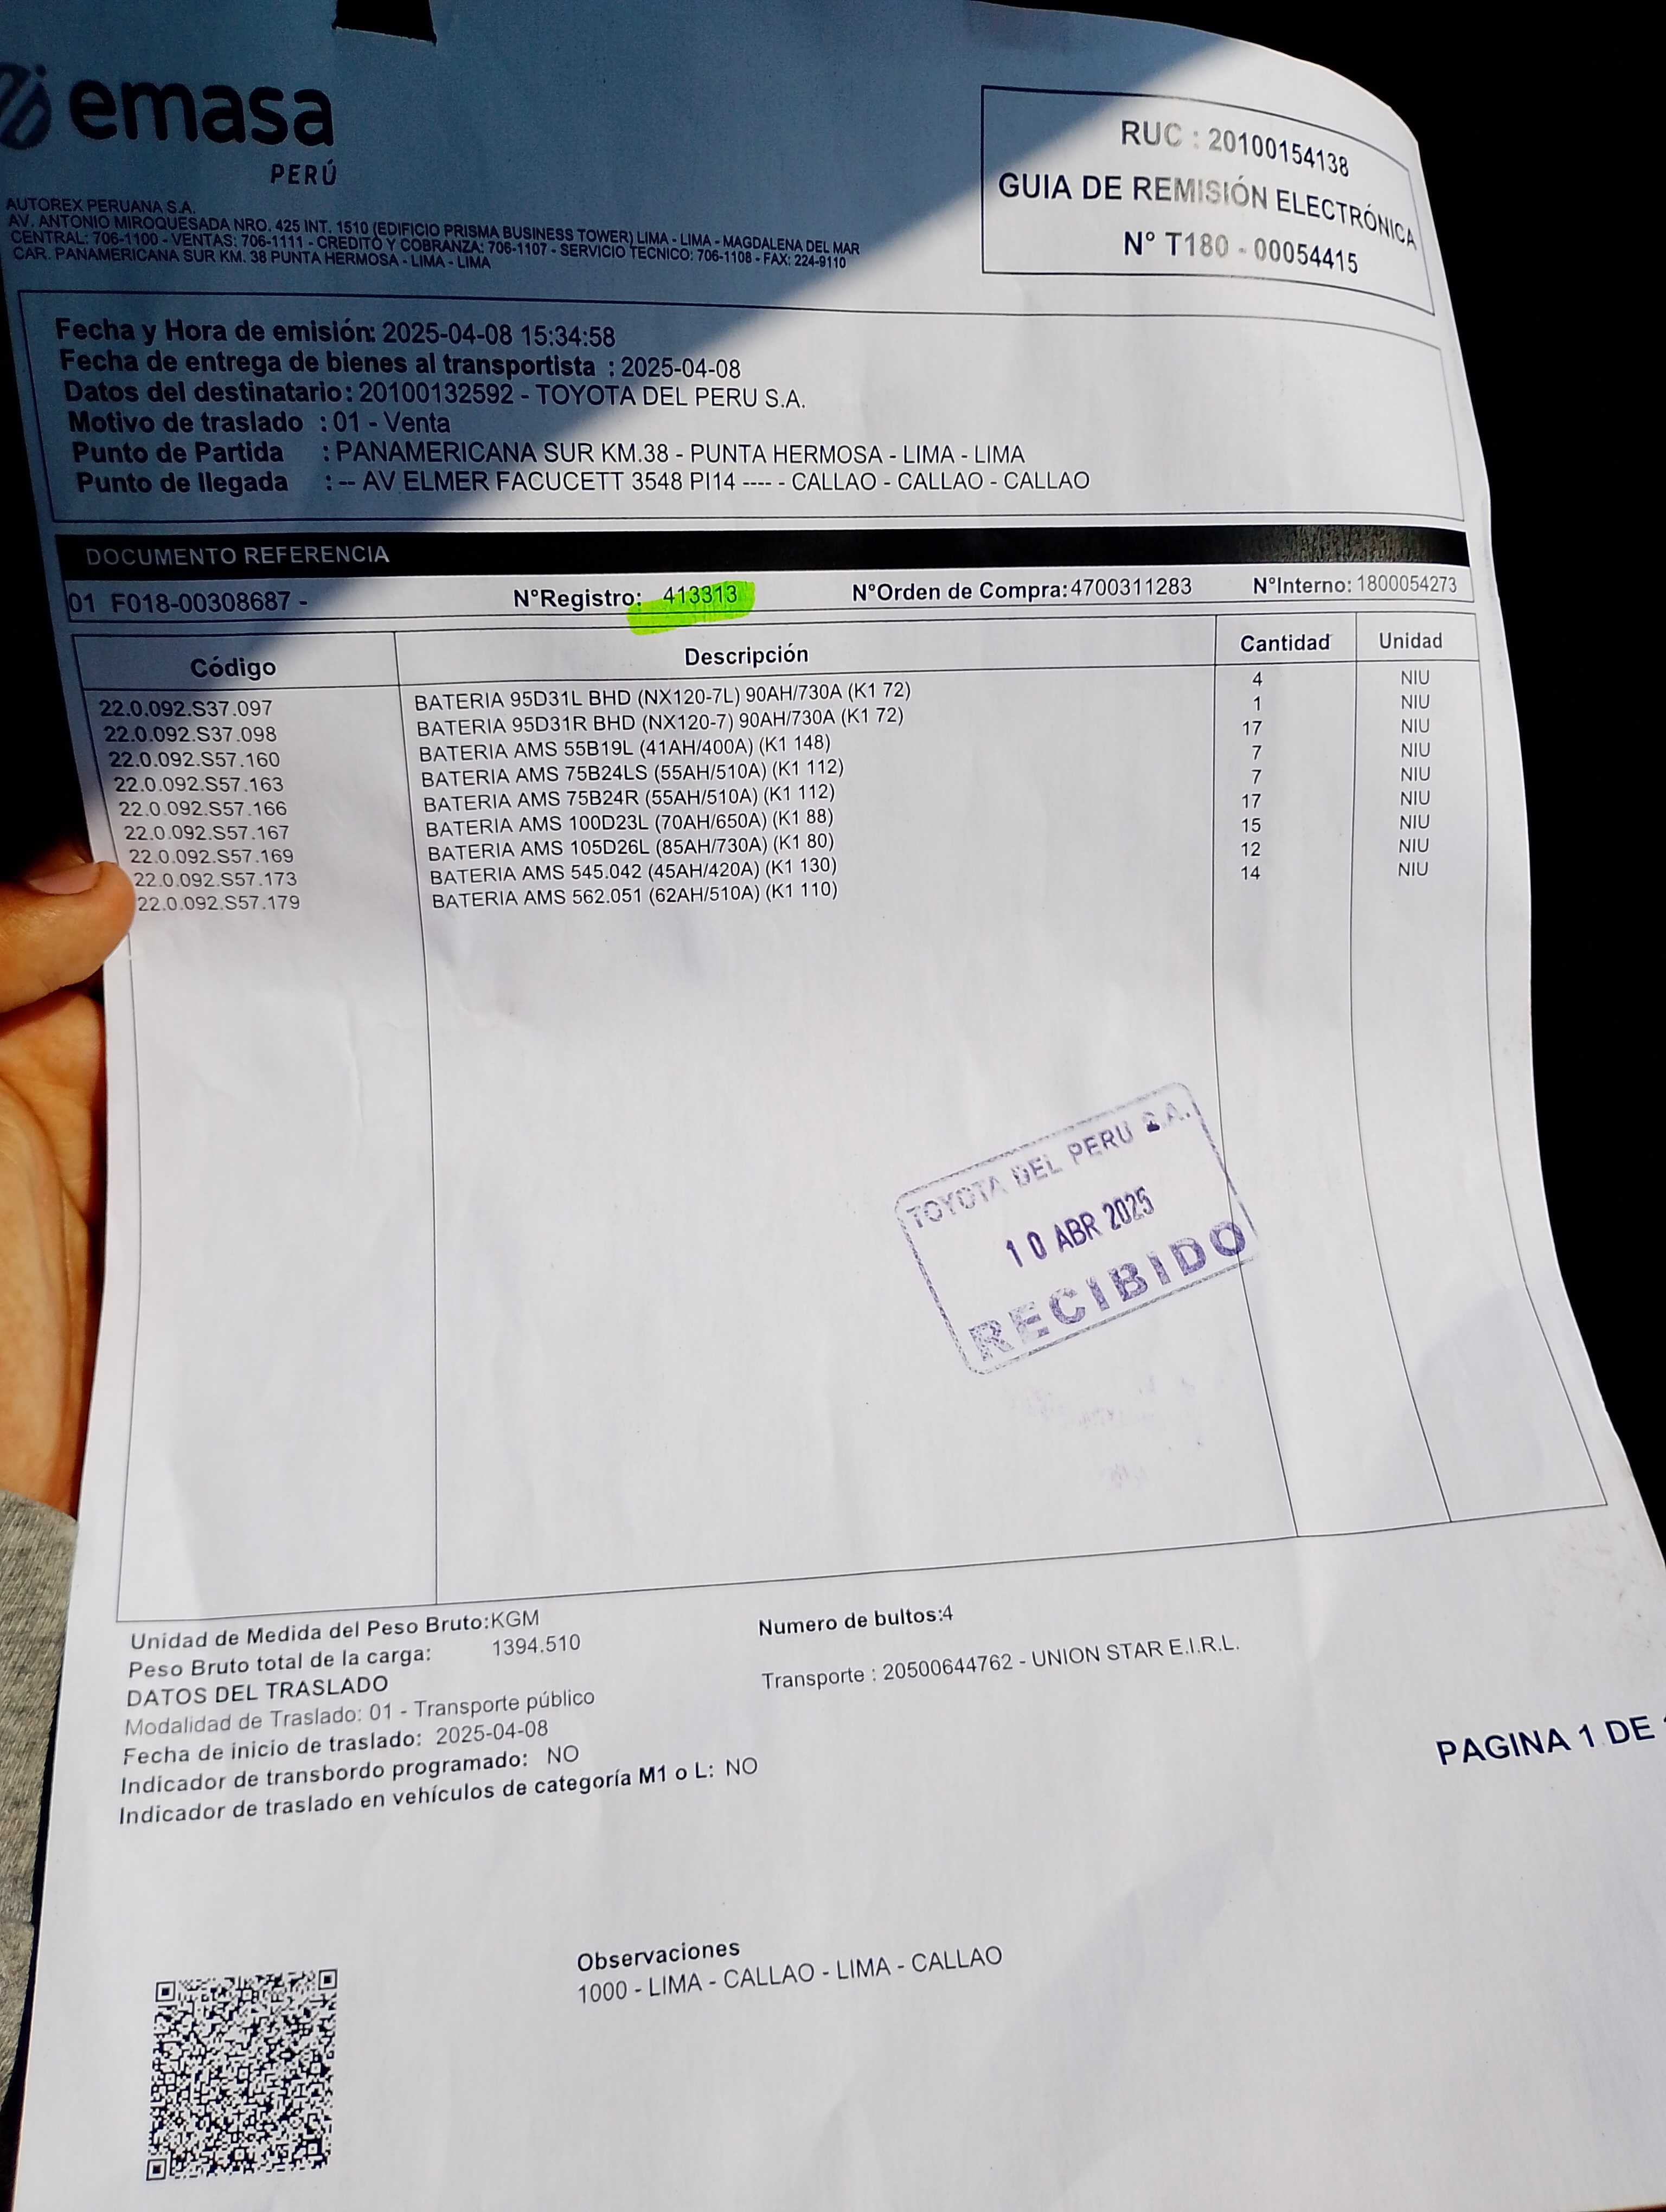 emasa
PERÚ
AUTOREX PERUANA S.A.
AV. ANTONIO MIROQUESADA NRO. 425 INT. 1510 (EDIFICIO PRISMA BUSINESS TOWER) LIMA - LIMA - MAGDALENA DEL MAR
CENTRAL: 706-1100 - VENTAS: 706-1111 - CREDITO Y COBRANZA: 706-1107 - SERVICIO TECNICO: 706-1108 - FAX: 224-9110
CAR. PANAMERICANA SUR KM. 38 PUNTA HERMOSA - LIMA - LIMA
RUC : 20100154138
GUIA DE REMISIÓN ELECTRÓNICA
N° T180 - 00054415
Fecha y Hora de emisión: 2025-04-08 15:34:58
Fecha de entrega de bienes al transportista : 2025-04-08
Datos del destinatario: 20100132592 - TOYOTA DEL PERU S.A.
Motivo de traslado : 01 - Venta
Punto de Partida : PANAMERICANA SUR KM.38 - PUNTA HERMOSA - LIMA - LIMA
Punto de llegada : -- AV ELMER FACUCETT 3548 PI14 ---- - CALLAO - CALLAO - CALLAO
DOCUMENTO REFERENCIA
01 F018-00308687 - N°Registro: 413313 N°Orden de Compra:4700311283 N°Interno: 1800054273
Código Descripción Cantidad Unidad
22.0.092.S37.097 BATERIA 95D31L BHD (NX120-7L) 90AH/730A (K1 72) 4 NIU
22.0.092.S37.098 BATERIA 95D31R BHD (NX120-7) 90AH/730A (K1 72) 1 NIU
22.0.092.S57.160 BATERIA AMS 55B19L (41AH/400A) (K1 148) 17 NIU
22.0.092.S57.163 BATERIA AMS 75B24LS (55AH/510A) (K1 112) 7 NIU
22.0.092.S57.166 BATERIA AMS 75B24R (55AH/510A) (K1 112) 7 NIU
22.0.092.S57.167 BATERIA AMS 100D23L (70AH/650A) (K1 88) 17 NIU
22.0.092.S57.169 BATERIA AMS 105D26L (85AH/730A) (K1 80) 15 NIU
22.0.092.S57.173 BATERIA AMS 545.042 (45AH/420A) (K1 130) 12 NIU
22.0.092.S57.179 BATERIA AMS 562.051 (62AH/510A) (K1 110) 14 NIU
TOYOTA DEL PERU S.A.
10 ABR 2025
RECIBIDO
Unidad de Medida del Peso Bruto:KGM Numero de bultos:4
Peso Bruto total de la carga: 1394.510
DATOS DEL TRASLADO Transporte : 20500644762 - UNION STAR E.I.R.L.
Modalidad de Traslado: 01 - Transporte público
Fecha de inicio de traslado: 2025-04-08
Indicador de transbordo programado: NO
Indicador de traslado en vehículos de categoría M1 o L: NO
PAGINA 1 DE
Observaciones
1000 - LIMA - CALLAO - LIMA - CALLAO